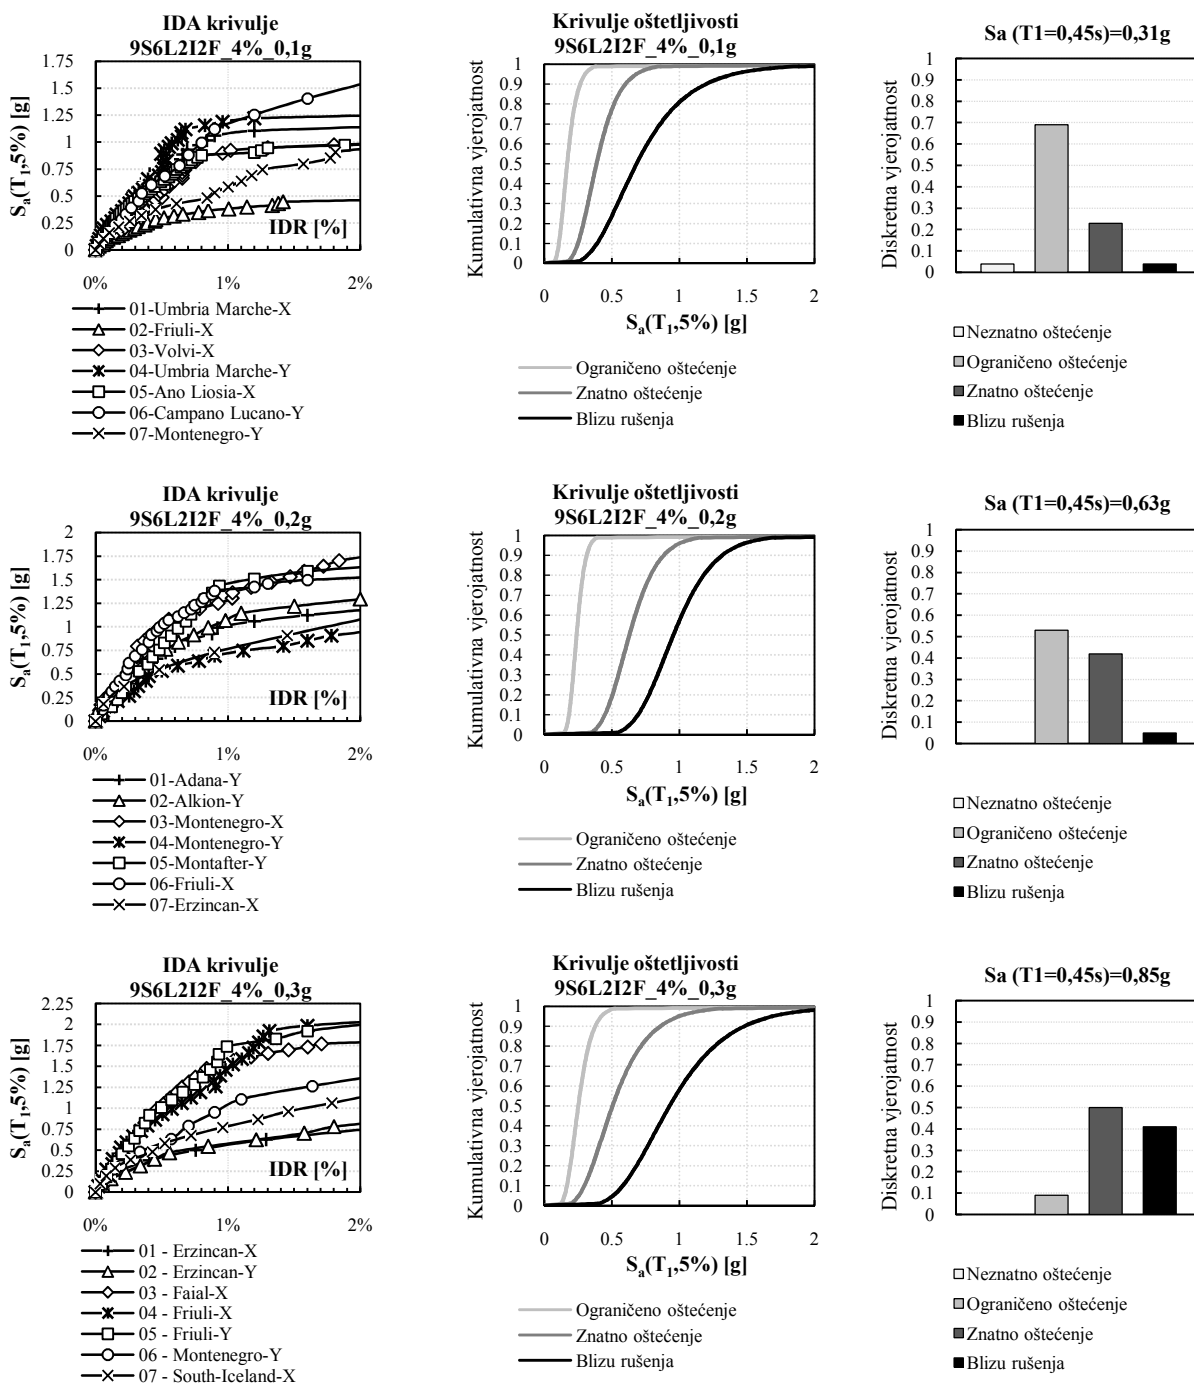 IDA krivulje
9S6L2I2F_4%_0,1g
Sa(T1,5%) [g]
1.75
1.5
1.25
1
0.75
0.5
0.25
0
IDR [%]
0%
1%
2%
01-Umbria Marche-X
02-Friuli-X
03-Volvi-X
04-Umbria Marche-Y
05-Ano Liosia-X
06-Campano Lucano-Y
07-Montenegro-Y
Krivulje oštetljivosti
9S6L2I2F_4%_0,1g
Kumulativna vjerojatnost
1
0.9
0.8
0.7
0.6
0.5
0.4
0.3
0.2
0.1
0
0
0.5
1
1.5
2
Sa(T1,5%) [g]
Ograničeno oštećenje
Znatno oštećenje
Blizu rušenja
Sa (T1=0,45s)=0,31g
Diskretna vjerojatnost
1
0.9
0.8
0.7
0.6
0.5
0.4
0.3
0.2
0.1
0
Neznatno oštećenje
Ograničeno oštećenje
Znatno oštećenje
Blizu rušenja
IDA krivulje
9S6L2I2F_4%_0,2g
Sa(T1,5%) [g]
2
1.75
1.5
1.25
1
0.75
0.5
0.25
0
IDR [%]
0%
1%
2%
01-Adana-Y
02-Alkion-Y
03-Montenegro-X
04-Montenegro-Y
05-Montafter-Y
06-Friuli-X
07-Erzincan-X
Krivulje oštetljivosti
9S6L2I2F_4%_0,2g
Kumulativna vjerojatnost
1
0.9
0.8
0.7
0.6
0.5
0.4
0.3
0.2
0.1
0
0
0.5
1
1.5
2
Sa(T1,5%) [g]
Ograničeno oštećenje
Znatno oštećenje
Blizu rušenja
Sa (T1=0,45s)=0,63g
Diskretna vjerojatnost
1
0.9
0.8
0.7
0.6
0.5
0.4
0.3
0.2
0.1
0
Neznatno oštećenje
Ograničeno oštećenje
Znatno oštećenje
Blizu rušenja
IDA krivulje
9S6L2I2F_4%_0,3g
Sa(T1,5%) [g]
2.25
2
1.75
1.5
1.25
1
0.75
0.5
0.25
0
IDR [%]
0%
1%
2%
01 - Erzincan-X
02 - Erzincan-Y
03 - Faial-X
04 - Friuli-X
05 - Friuli-Y
06 - Montenegro-Y
07 - South-Iceland-X
Krivulje oštetljivosti
9S6L2I2F_4%_0,3g
Kumulativna vjerojatnost
1
0.9
0.8
0.7
0.6
0.5
0.4
0.3
0.2
0.1
0
0
0.5
1
1.5
2
Sa(T1,5%) [g]
Ograničeno oštećenje
Znatno oštećenje
Blizu rušenja
Sa (T1=0,45s)=0,85g
Diskretna vjerojatnost
1
0.9
0.8
0.7
0.6
0.5
0.4
0.3
0.2
0.1
0
Neznatno oštećenje
Ograničeno oštećenje
Znatno oštećenje
Blizu rušenja